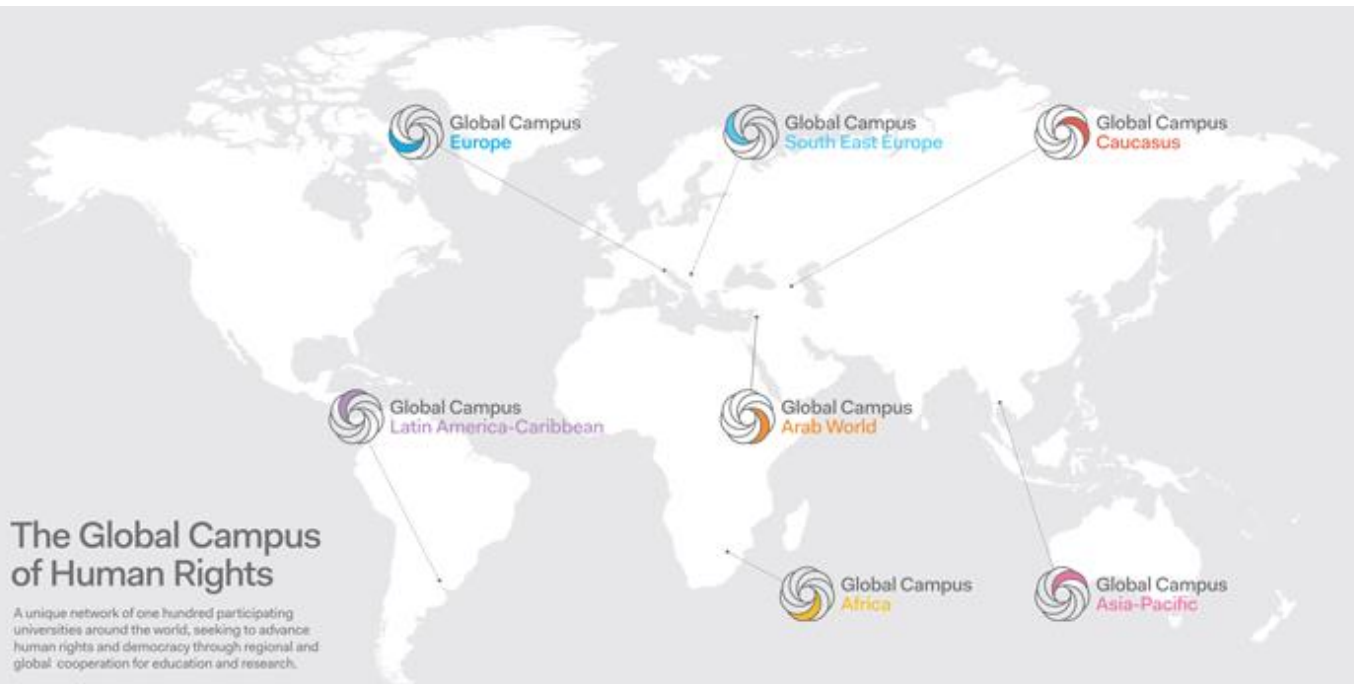 Global Campus
Europe
Global Campus
South East Europe
Global Campus
Caucasus
Global Campus
Latin America-Caribbean
Global Campus
Arab World
The Global Campus
of Human Rights
A unique network of one hundred participating
universities around the world, seeking to advance
human rights and democracy through regional and
global cooperation for education and research.
Global Campus
Africa
Global Campus
Asia-Pacific